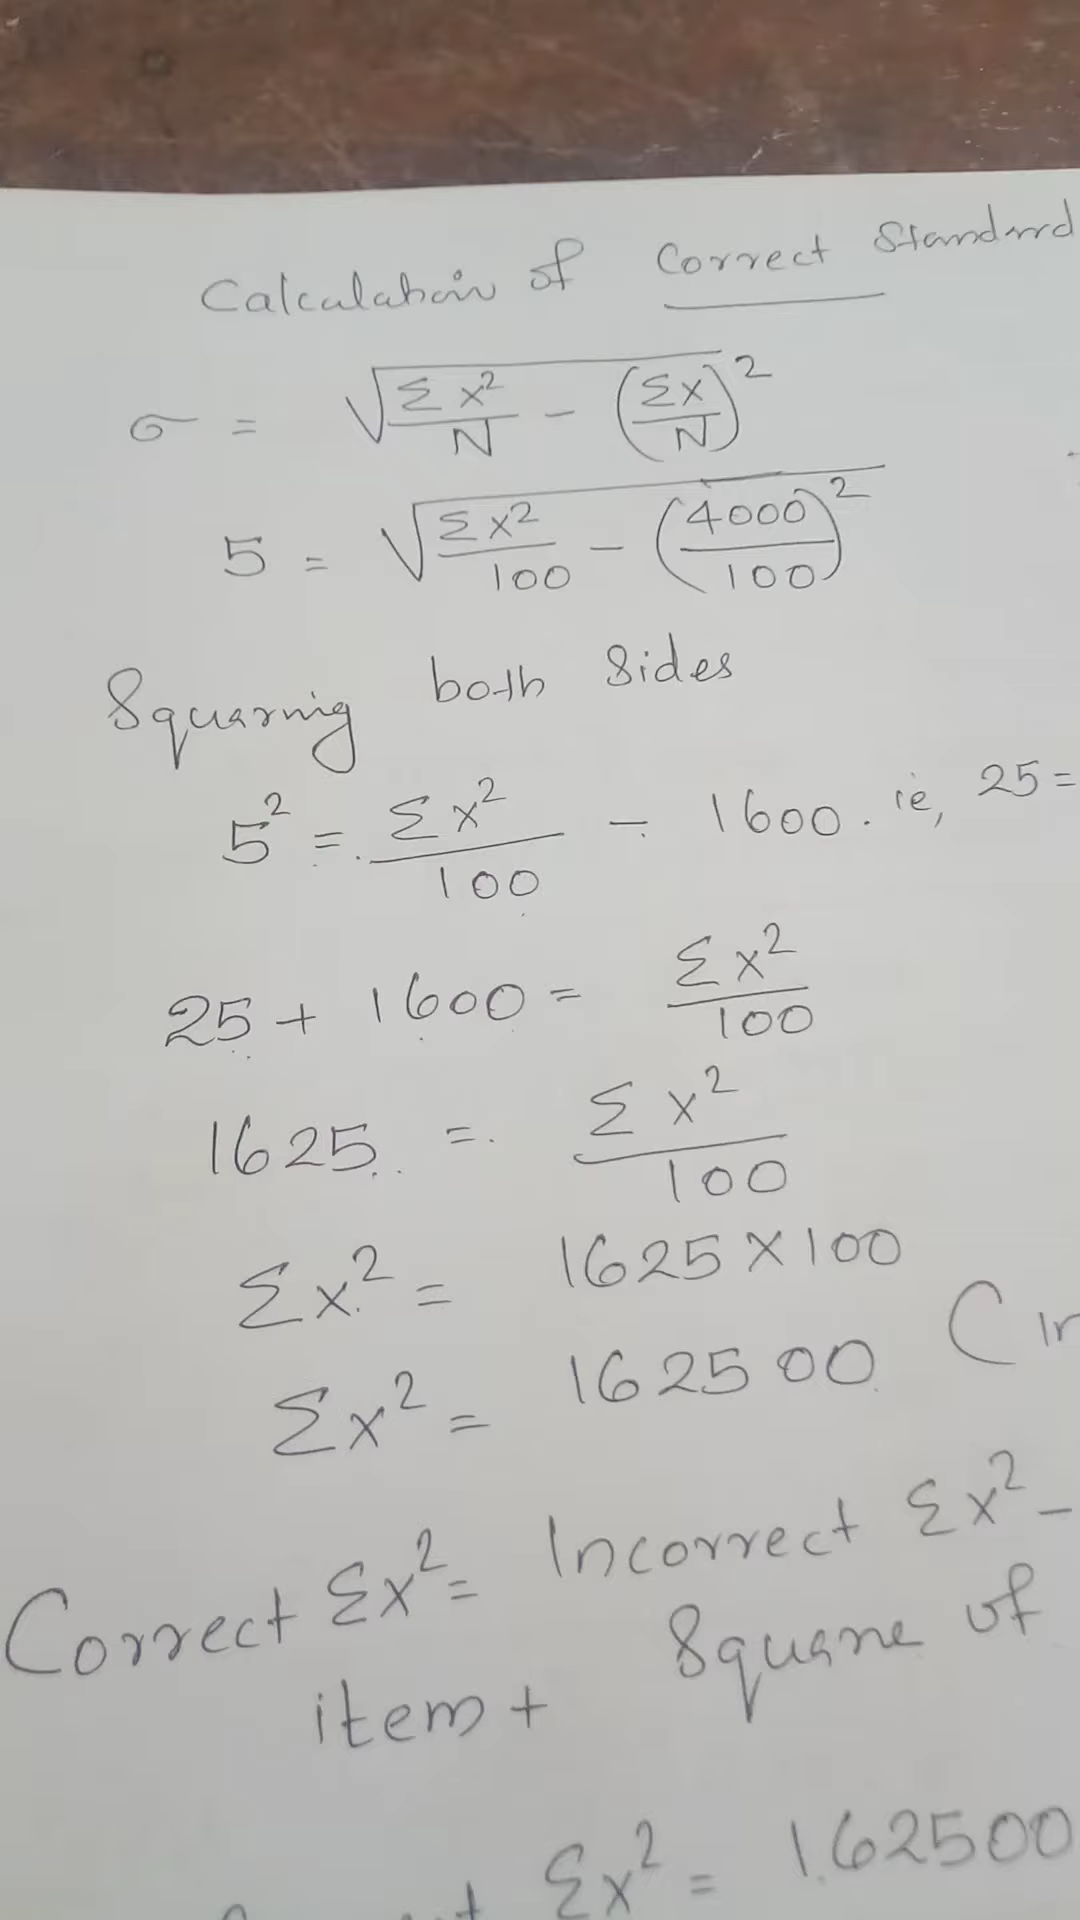 Calculation of Correct Standard
σ = √ΣX²/N - (ΣX/N)²
5 = √ΣX²/100 - (4000/100)²
Squaring both Sides
5² = ΣX²/100 - 1600. ie, 25 =
25 + 1600 = ΣX²/100
1625 = ΣX²/100
ΣX² = 1625 X 100
ΣX² = 162500 (
Correct ΣX² = Incorrect ΣX² -
item + Square of
ΣX² = 162500